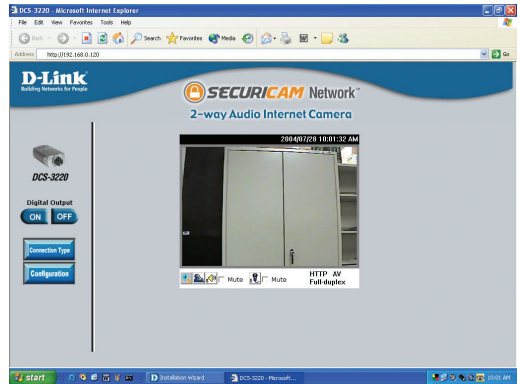 DCS-3220 - Microsoft Internet Explorer
File Edit View Favorites Tools Help
Back Search Favorites Media
Address http://192.168.0.120 Go
D-Link
Building Networks for People
SECURICAM Network™
2-way Audio Internet Camera
2004/07/28 10:01:32 AM
DCS-3220
Digital Output
ON OFF
Connection Type
Configuration
Mute Mute HTTP AV
Full-duplex
start Installation Wizard DCS-3220 - Microsoft... 10:01 AM